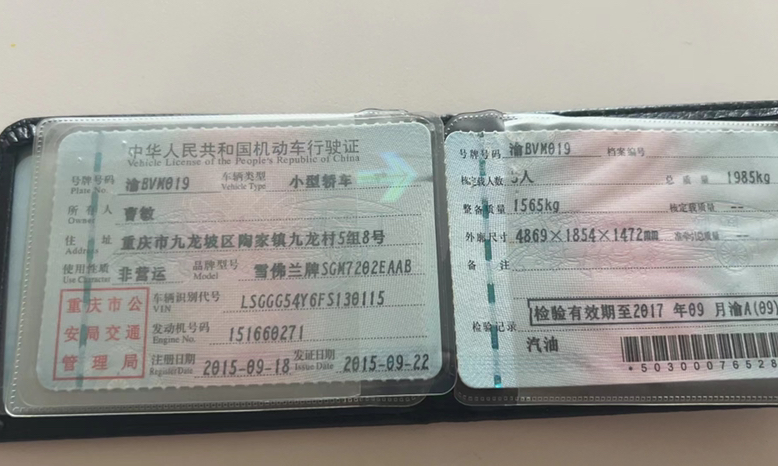 中华人民共和国机动车行驶证
Vehicle License of the People's Republic of China
号牌号码 渝BVM019 车辆类型 小型轿车
Plate No. Vehicle Type
所有人 曹敏
Owner
住址 重庆市九龙坡区陶家镇九龙村5组8号
Address
使用性质 非营运 品牌型号 雪佛兰牌SGM7202EAAB
Use Character Model
重庆市公安局交通管理局
车辆识别代号 LSGGG54Y6FS130115
VIN
发动机号码 151660271
Engine No.
注册日期 2015-09-18 发证日期 2015-09-22
Register Date Issue Date
号牌号码 渝BVM019 档案编号
核定载人数 5人 总质量 1985kg
整备质量 1565kg 核定载质量 --
外廓尺寸 4869×1854×1472mm --
备注
检验有效期至2017 年09 月渝A(09)
检验记录
汽油
*503000076528